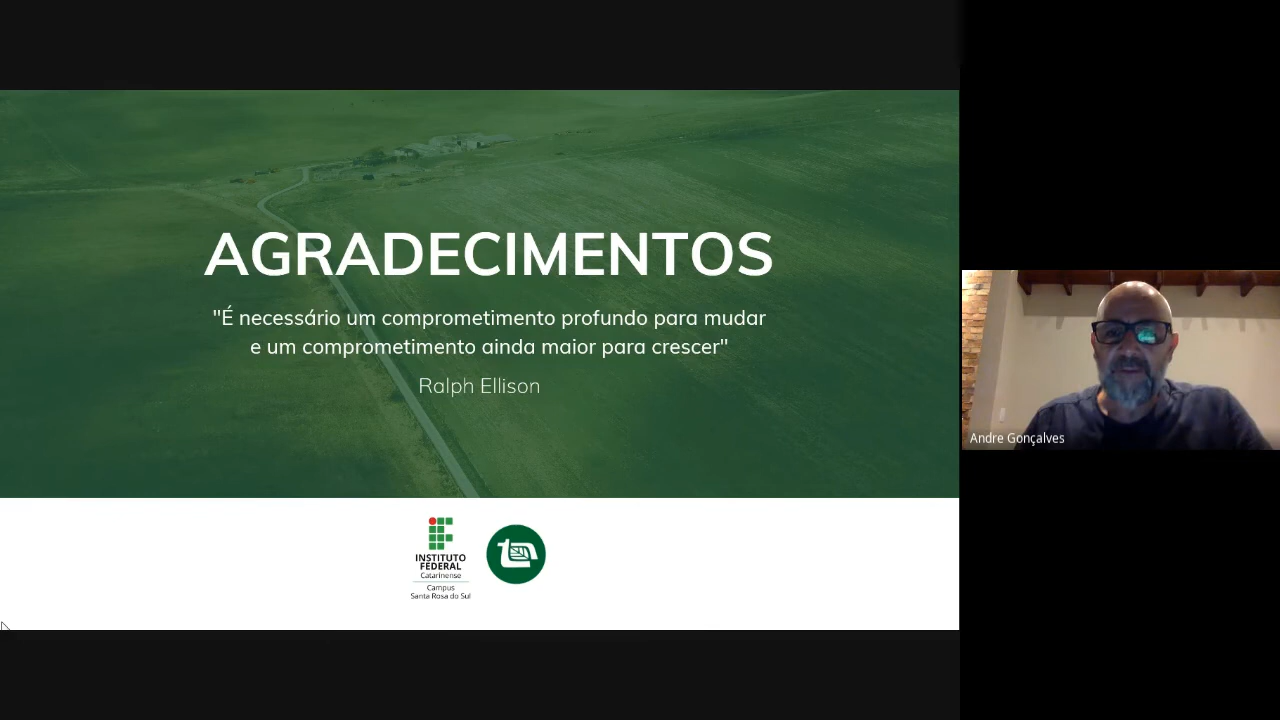 AGRADECIMENTOS
"É necessário um comprometimento profundo para mudar
e um comprometimento ainda maior para crescer"
Ralph Ellison
INSTITUTO
FEDERAL
Catarinense
Campus
Santa Rosa do Sul
Andre Gonçalves